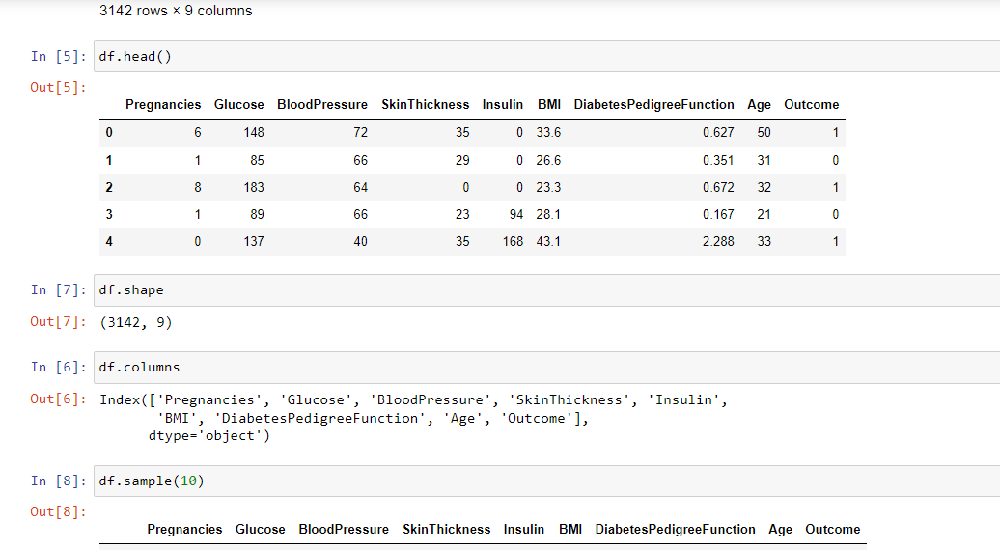 3142 rows × 9 columns
In [5]: df.head()
Out[5]:
Pregnancies Glucose BloodPressure SkinThickness Insulin BMI DiabetesPedigreeFunction Age Outcome
0 6 148 72 35 0 33.6 0.627 50 1
1 1 85 66 29 0 26.6 0.351 31 0
2 8 183 64 0 0 23.3 0.672 32 1
3 1 89 66 23 94 28.1 0.167 21 0
4 0 137 40 35 168 43.1 2.288 33 1
In [7]: df.shape
Out[7]: (3142, 9)
In [6]: df.columns
Out[6]: Index(['Pregnancies', 'Glucose', 'BloodPressure', 'SkinThickness', 'Insulin',
'BMI', 'DiabetesPedigreeFunction', 'Age', 'Outcome'],
dtype='object')
In [8]: df.sample(10)
Out[8]:
Pregnancies Glucose BloodPressure SkinThickness Insulin BMI DiabetesPedigreeFunction Age Outcome